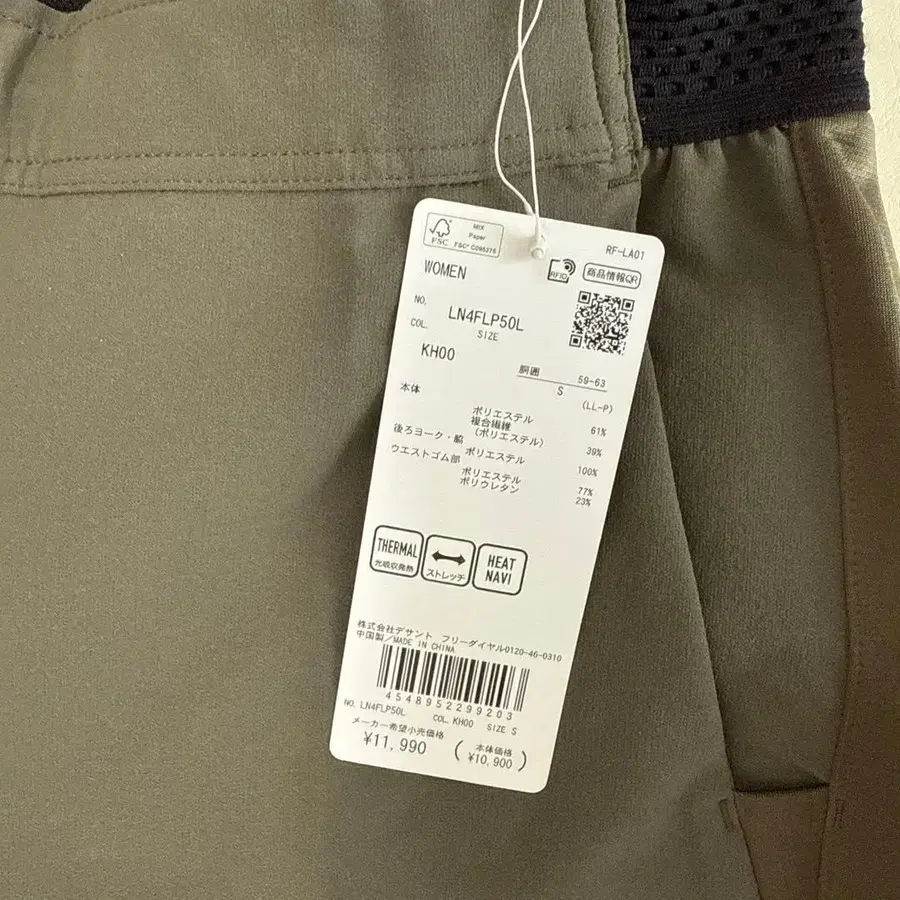 FSC
MIX
Paper
FSC® C095275
RF-LA01
WOMEN
RFID
商品情報QR
NO.
LN4FLP50L
COL.
SIZE
KH00
胴囲 59-63
S
(LL-P)
本体
ポリエステル 61%
複合繊維
(ポリエステル) 39%
後ろヨーク・脇
ポリエステル 100%
ウエストゴム部
ポリエステル 77%
ポリウレタン 23%
THERMAL
光吸収発熱
ストレッチ
HEAT
NAVI
株式会社デサント フリーダイヤル0120-46-0310
中国製/MADE IN CHINA
4548952299203
NO. LN4FLP50L COL. KH00 SIZE S
メーカー希望小売価格
¥11,990
(本体価格
¥10,900)